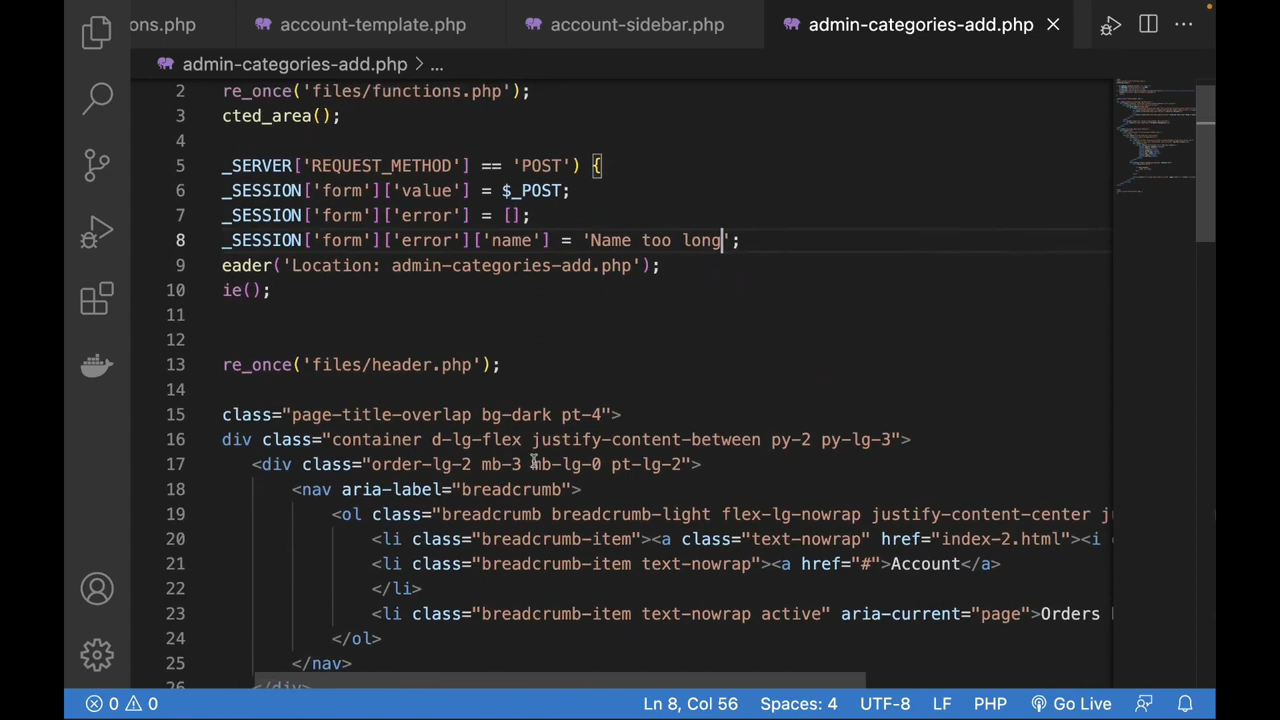 ons.php account-template.php account-sidebar.php admin-categories-add.php
admin-categories-add.php > ...
2 re_once('files/functions.php');
3 cted_area();
4
5 _SERVER['REQUEST_METHOD'] == 'POST') {
6 _SESSION['form']['value'] = $_POST;
7 _SESSION['form']['error'] = [];
8 _SESSION['form']['error']['name'] = 'Name too long';
9 eader('Location: admin-categories-add.php');
10 ie();
11
12
13 re_once('files/header.php');
14
15 class="page-title-overlap bg-dark pt-4">
16 div class="container d-lg-flex justify-content-between py-2 py-lg-3">
17 <div class="order-lg-2 mb-3 mb-lg-0 pt-lg-2">
18 <nav aria-label="breadcrumb">
19 <ol class="breadcrumb breadcrumb-light flex-lg-nowrap justify-content-center
20 <li class="breadcrumb-item"><a class="text-nowrap" href="index-2.html"><i
21 <li class="breadcrumb-item text-nowrap"><a href="#">Account</a>
22 </li>
23 <li class="breadcrumb-item text-nowrap active" aria-current="page">Orders
24 </ol>
25 </nav>
26 </div>
0 0 Ln 8, Col 56 Spaces: 4 UTF-8 LF PHP Go Live